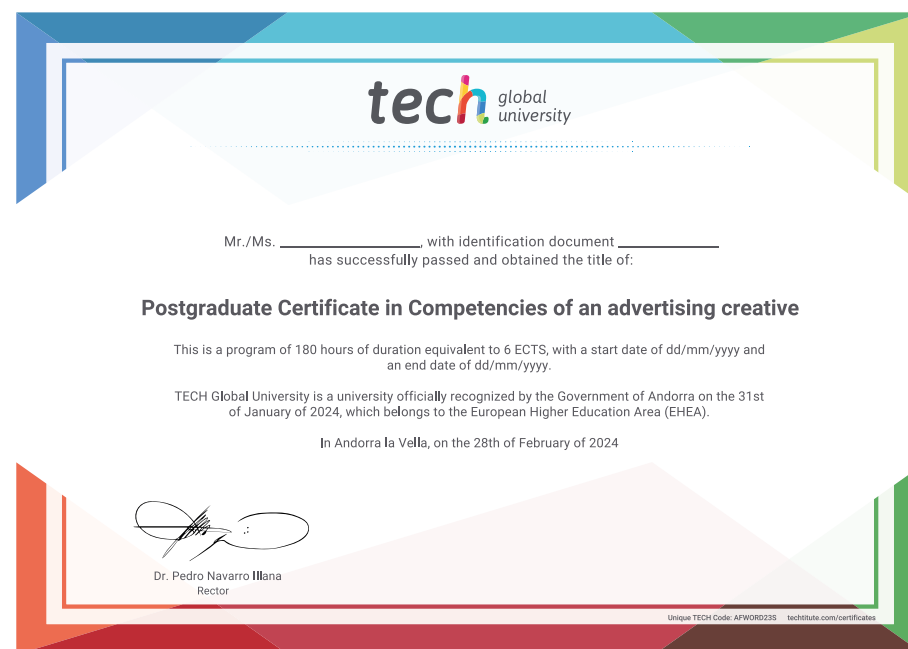 tech global university
Mr./Ms. ____________________, with identification document ______________
has successfully passed and obtained the title of:
Postgraduate Certificate in Competencies of an advertising creative
This is a program of 180 hours of duration equivalent to 6 ECTS, with a start date of dd/mm/yyyy and
an end date of dd/mm/yyyy.
TECH Global University is a university officially recognized by the Government of Andorra on the 31st
of January of 2024, which belongs to the European Higher Education Area (EHEA).
In Andorra la Vella, on the 28th of February of 2024
Dr. Pedro Navarro Illana
Rector
Unique TECH Code: AFWORD23S techtitute.com/certificates